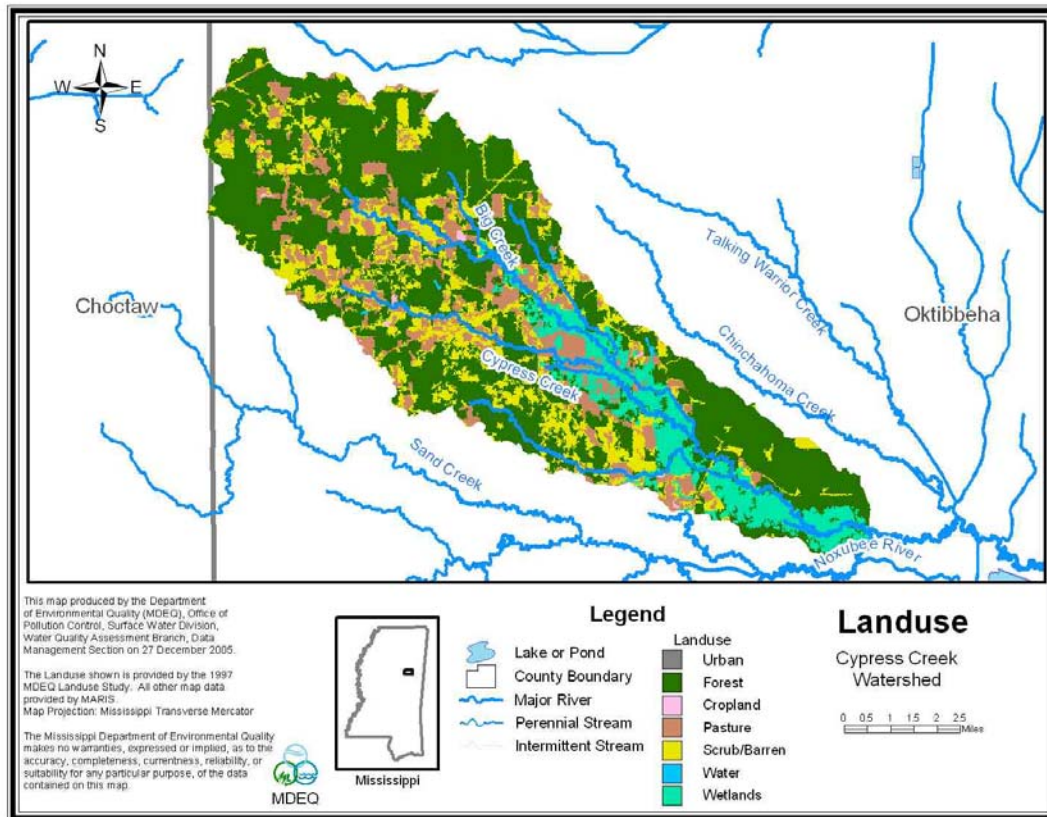 N
W E
S
Big Creek
Talking Warrior Creek
Choctaw
Oktibbeha
Chinchahoma Creek
Cypress Creek
Sand Creek
Noxubee River
This map produced by the Department
of Environmental Quality (MDEQ), Office of
Pollution Control, Surface Water Division,
Water Quality Assessment Branch, Data
Management Section on 27 December 2005.
The Landuse shown is provided by the 1997
MDEQ Landuse Study. All other map data
provided by MARIS.
Map Projection: Mississippi Transverse Mercator
The Mississippi Department of Environmental Quality
makes no warranties, expressed or implied, as to the
accuracy, completeness, currentness, reliability, or
suitability for any particular purpose, of the data
contained on this map.
MDEQ
Mississippi
Legend
Lake or Pond
County Boundary
Major River
Perennial Stream
Intermittent Stream
Landuse
Urban
Forest
Cropland
Pasture
Scrub/Barren
Water
Wetlands
Landuse
Cypress Creek
Watershed
0 0.5 1 1.5 2 2.5
Miles